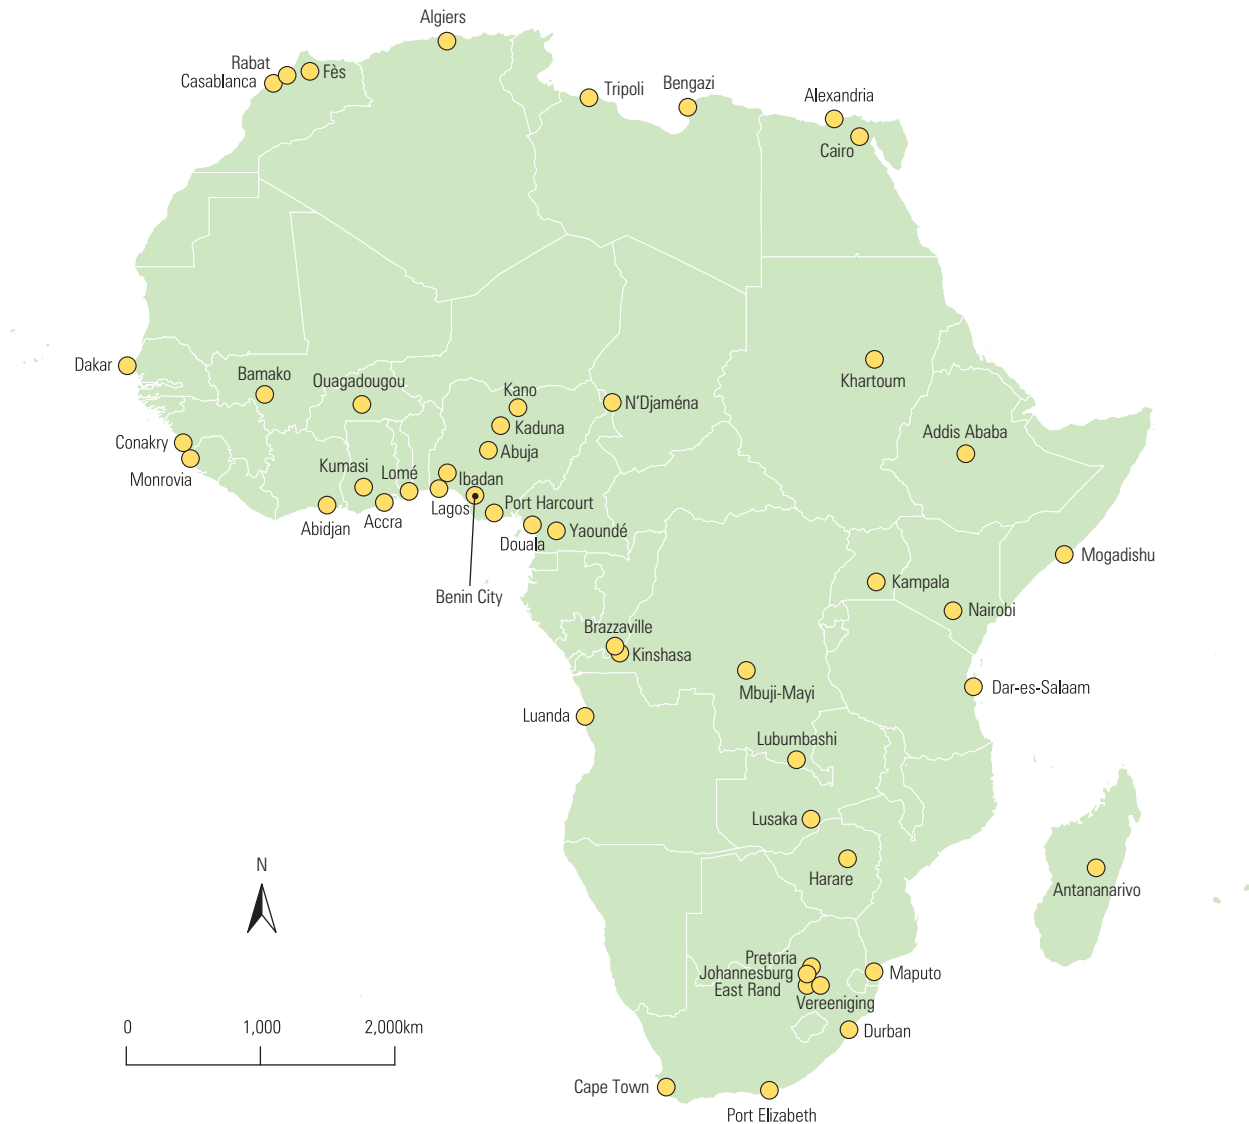 Algiers
Rabat
Casablanca
Fès
Tripoli
Bengazi
Alexandria
Cairo
Dakar
Bamako
Ouagadougou
Kano
N'Djaména
Khartoum
Kaduna
Conakry
Monrovia
Kumasi
Lomé
Abuja
Addis Ababa
Ibadan
Lagos
Port Harcourt
Abidjan
Accra
Douala
Yaoundé
Mogadishu
Benin City
Kampala
Nairobi
Brazzaville
Kinshasa
Mbuji-Mayi
Dar-es-Salaam
Luanda
Lubumbashi
Lusaka
N
Harare
Antananarivo
Pretoria
Johannesburg
East Rand
Vereeniging
Maputo
0 1,000 2,000km
Durban
Cape Town
Port Elizabeth